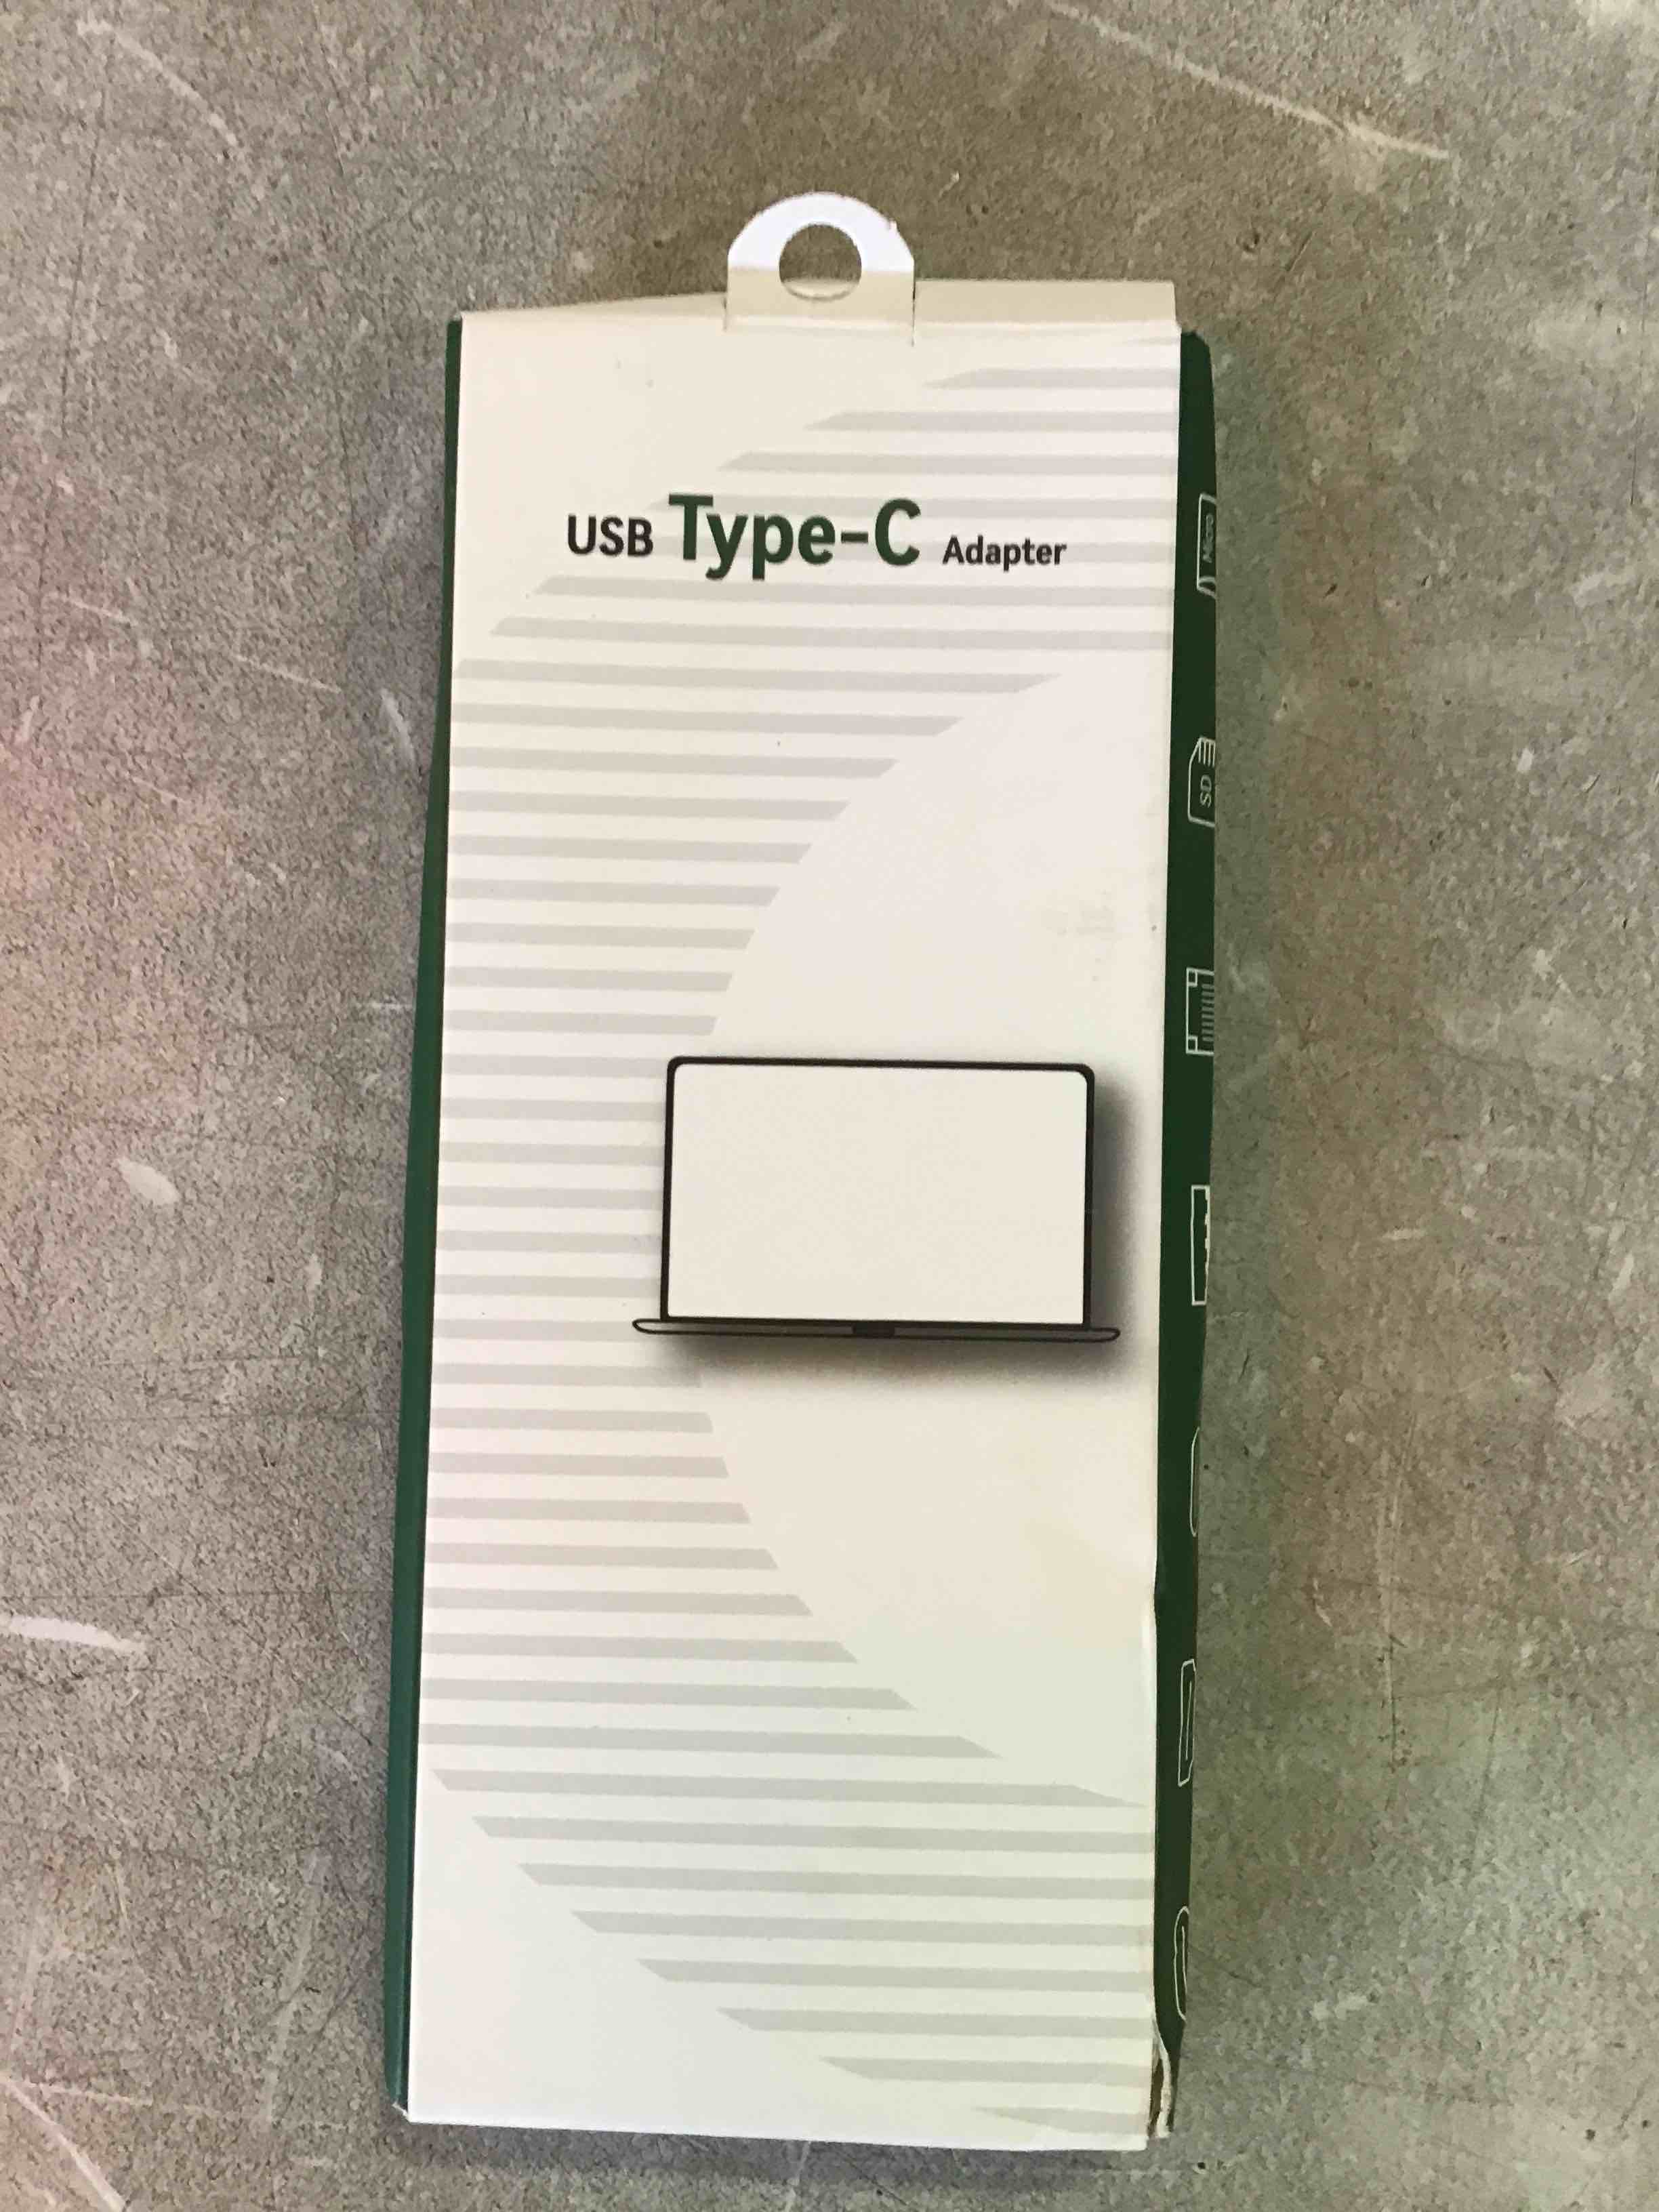 USB Type-C Adapter
Micro
SD